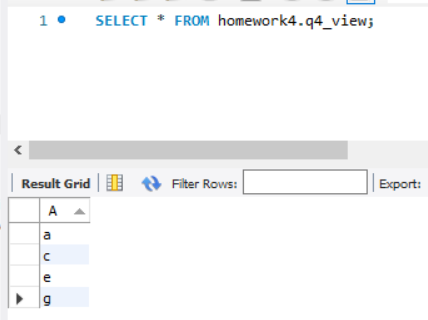 1 SELECT * FROM homework4.q4_view;
Result Grid Filter Rows: Export:
A
a
c
e
g